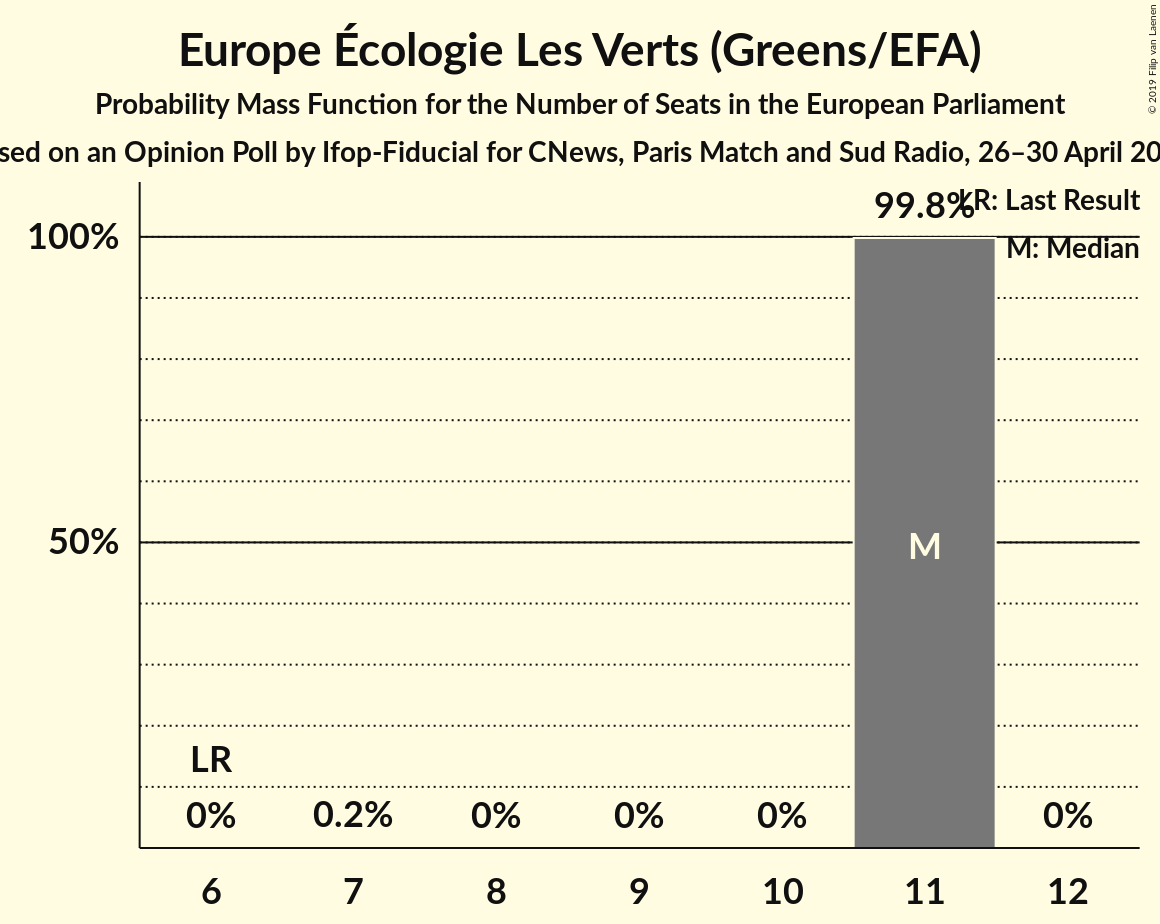 Europe Écologie Les Verts (Greens/EFA)
Probability Mass Function for the Number of Seats in the European Parliament
sed on an Opinion Poll by Ifop-Fiducial for CNews, Paris Match and Sud Radio, 26–30 April 20
© 2019 Filip van Laenen
LR: Last Result
M: Median
99.8%
100%
50%
M
LR
0% 0.2% 0% 0% 0% 0%
6 7 8 9 10 11 12